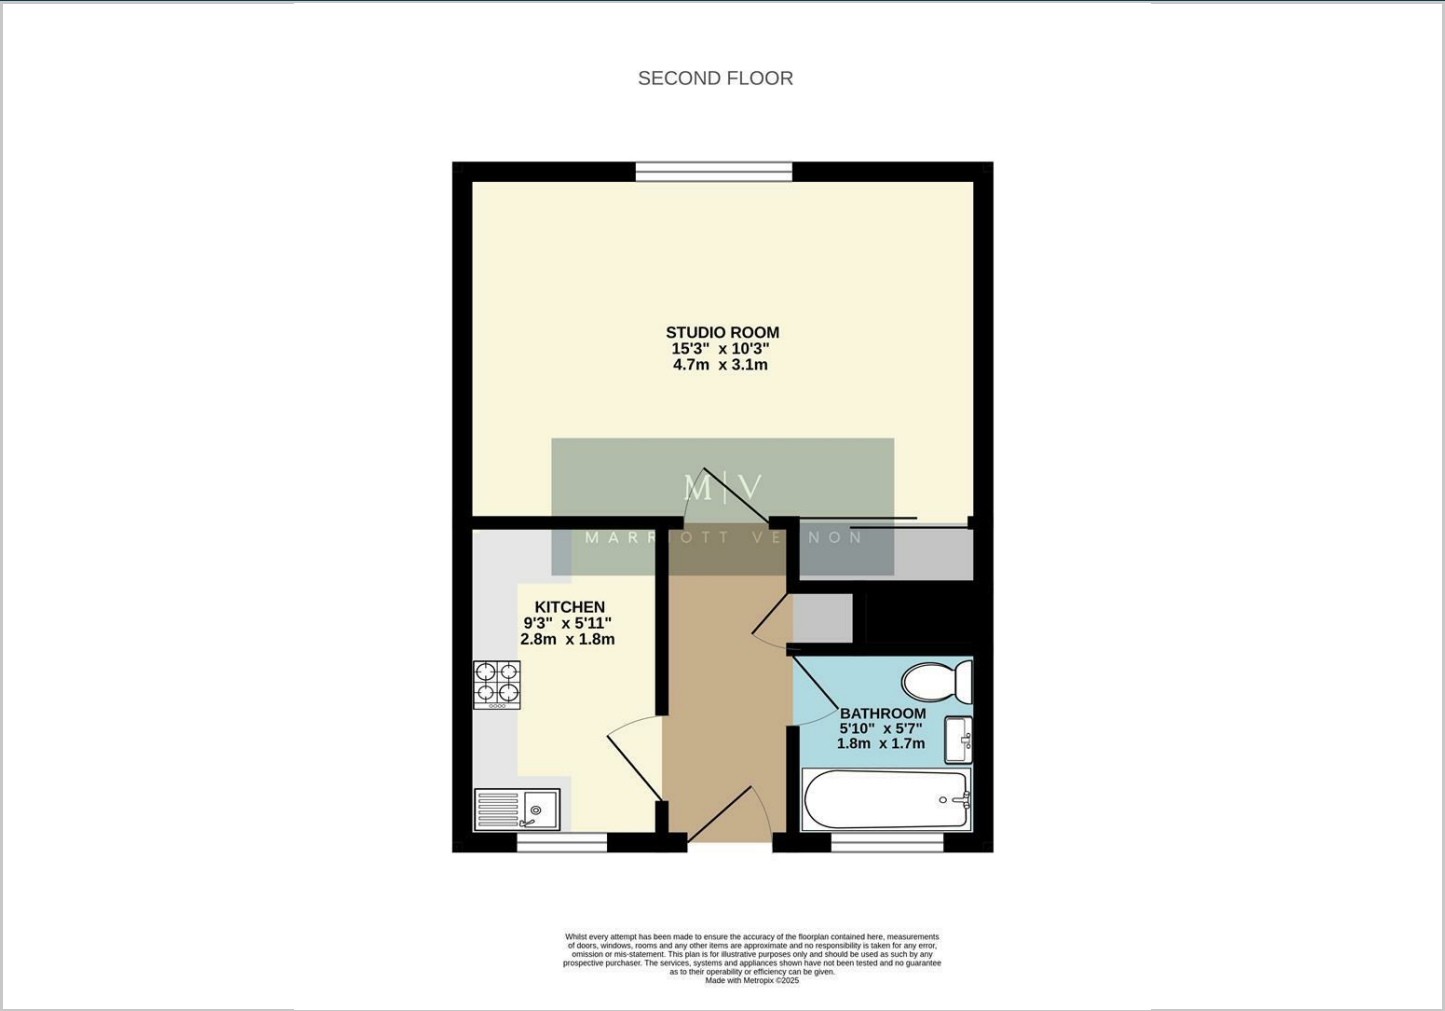 SECOND FLOOR
STUDIO ROOM
15'3" x 10'3"
4.7m x 3.1m
M|V
MARRIOTT VERNON
KITCHEN
9'3" x 5'11"
2.8m x 1.8m
BATHROOM
5'10" x 5'7"
1.8m x 1.7m
Whilst every attempt has been made to ensure the accuracy of the floorplan contained here, measurements
of doors, windows, rooms and any other items are approximate and no responsibility is taken for any error,
omission or mis-statement. This plan is for illustrative purposes only and should be used as such by any
prospective purchaser. The services, systems and appliances shown have not been tested and no guarantee
as to their operability or efficiency can be given.
Made with Metropix ©2025